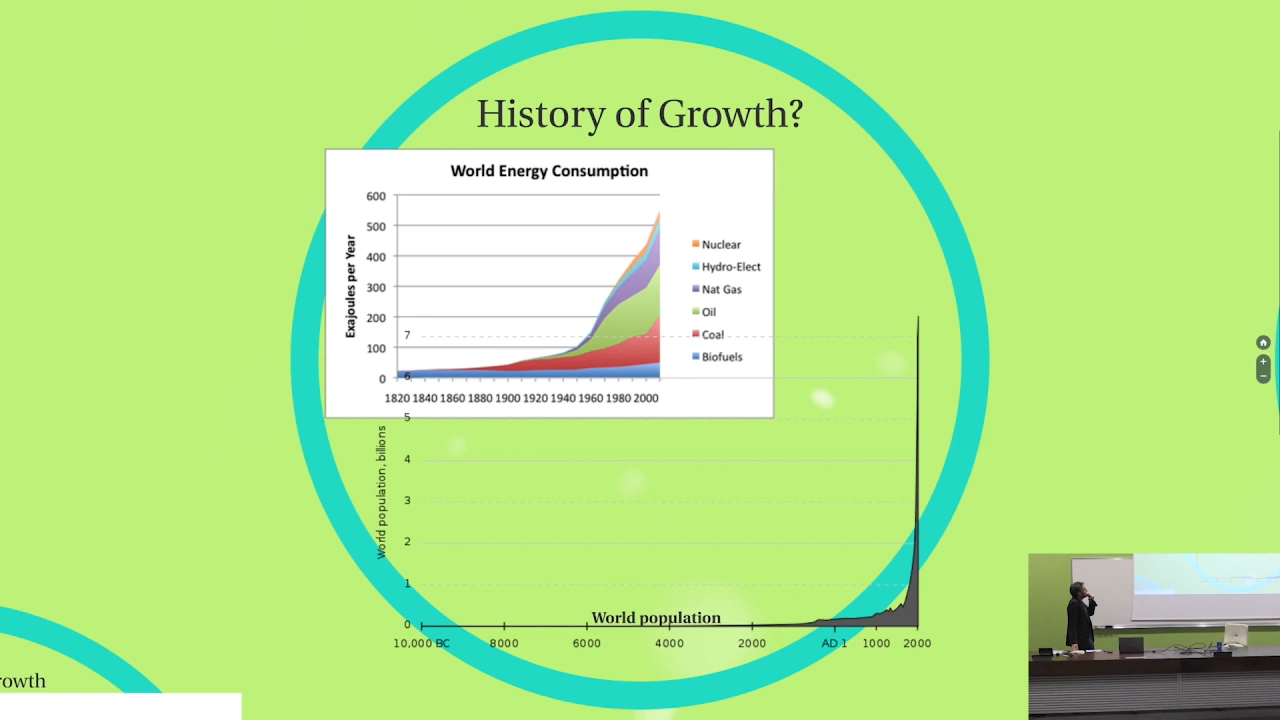 History of Growth?
World Energy Consumption
Exajoules per Year
600
500
400
300
200
100
0
1820 1840 1860 1880 1900 1920 1940 1960 1980 2000
Nuclear
Hydro-Elect
Nat Gas
Oil
Coal
Biofuels
World population, billions
7
6
5
4
3
2
1
0
World population
10,000 BC 8000 6000 4000 2000 AD 1 1000 2000
rowth